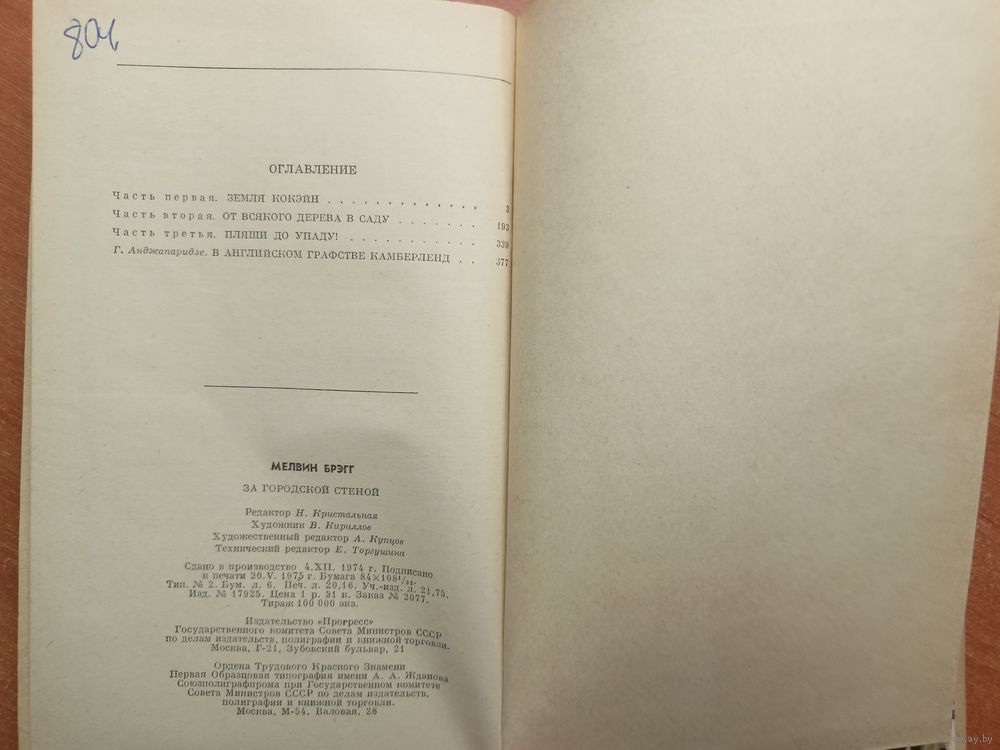 804
ОГЛАВЛЕНИЕ
Часть первая. ЗЕМЛЯ КОКЭЙН . . . . . . . . . . . . . 3
Часть вторая. ОТ ВСЯКОГО ДЕРЕВА В САДУ . . . . . . . 193
Часть третья. ПЛЯШИ ДО УПАДУ! . . . . . . . . . . . 339
Г. Анджапаридзе. В АНГЛИЙСКОМ ГРАФСТВЕ КАМБЕРЛЕНД . . 377
МЕЛВИН БРЭГГ
ЗА ГОРОДСКОЙ СТЕНОЙ
Редактор Н. Кристальная
Художник В. Кириллов
Художественный редактор А. Купцов
Технический редактор Е. Торгушина
Сдано в производство 4.XII. 1974 г. Подписано
к печати 20.V. 1975 г. Бумага 84×108¹/₃₂.
Тип. № 2. Бум. л. 6. Печ. л. 20,16. Уч.-изд. л. 21,75.
Изд. № 17925. Цена 1 р. 31 к. Заказ № 2077.
Тираж 100 000 экз.
Издательство «Прогресс»
Государственного комитета Совета Министров СССР
по делам издательств, полиграфии и книжной торговли.
Москва, Г-21, Зубовский бульвар, 21
Ордена Трудового Красного Знамени
Первая Образцовая типография имени А. А. Жданова
Союзполиграфпрома при Государственном комитете
Совета Министров СССР по делам издательств,
полиграфии и книжной торговли.
Москва, М-54, Валовая, 28
ay.by